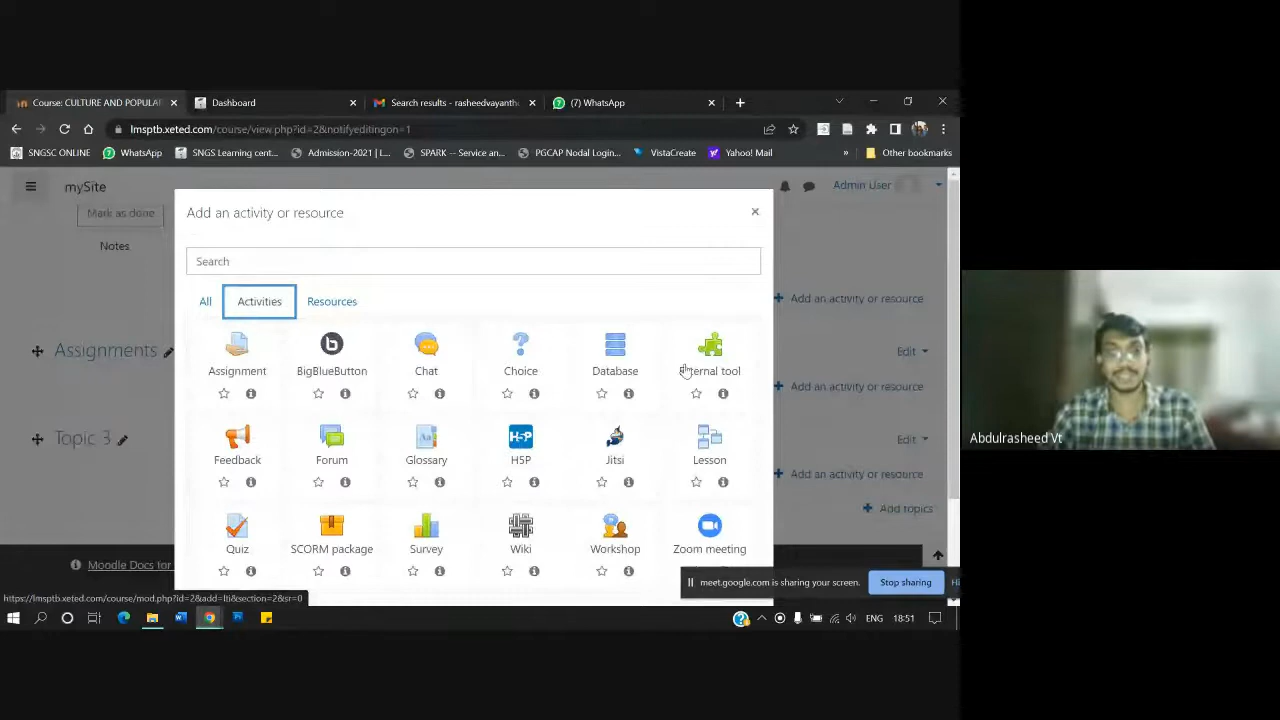 Course: CULTURE AND POPULA
Dashboard
Search results - rasheedvayanth
(7) WhatsApp
lmsptb.xeted.com/course/view.php?id=2&notifyeditingon=1
SNGSC ONLINE
WhatsApp
SNGS Learning cent...
Admission-2021 | L...
SPARK -- Service an...
PGCAP Nodal Login...
VistaCreate
Yahoo! Mail
»
Other bookmarks
mySite
Admin User
Mark as done
Notes
Add an activity or resource
×
Search
All
Activities
Resources
Add an activity or resource
Assignments
Edit
Assignment
BigBlueButton
Chat
Choice
Database
ternal tool
Add an activity or resource
Topic 3
Edit
Feedback
Forum
Glossary
H5P
Jitsi
Lesson
Add an activity or resource
Add topics
Quiz
SCORM package
Survey
Wiki
Workshop
Zoom meeting
Moodle Docs for
meet.google.com is sharing your screen.
Stop sharing
Hi
https://lmsptb.xeted.com/course/mod.php?id=2&add=lti&section=2&sr=0
ENG
18:51
Abdulrasheed Vt